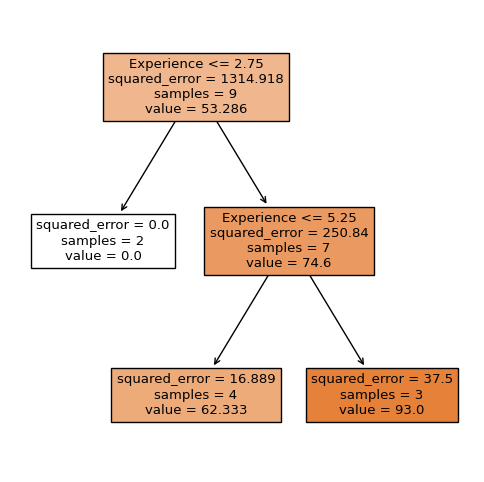 Experience <= 2.75
squared_error = 1314.918
samples = 9
value = 53.286
squared_error = 0.0
samples = 2
value = 0.0
Experience <= 5.25
squared_error = 250.84
samples = 7
value = 74.6
squared_error = 16.889
samples = 4
value = 62.333
squared_error = 37.5
samples = 3
value = 93.0